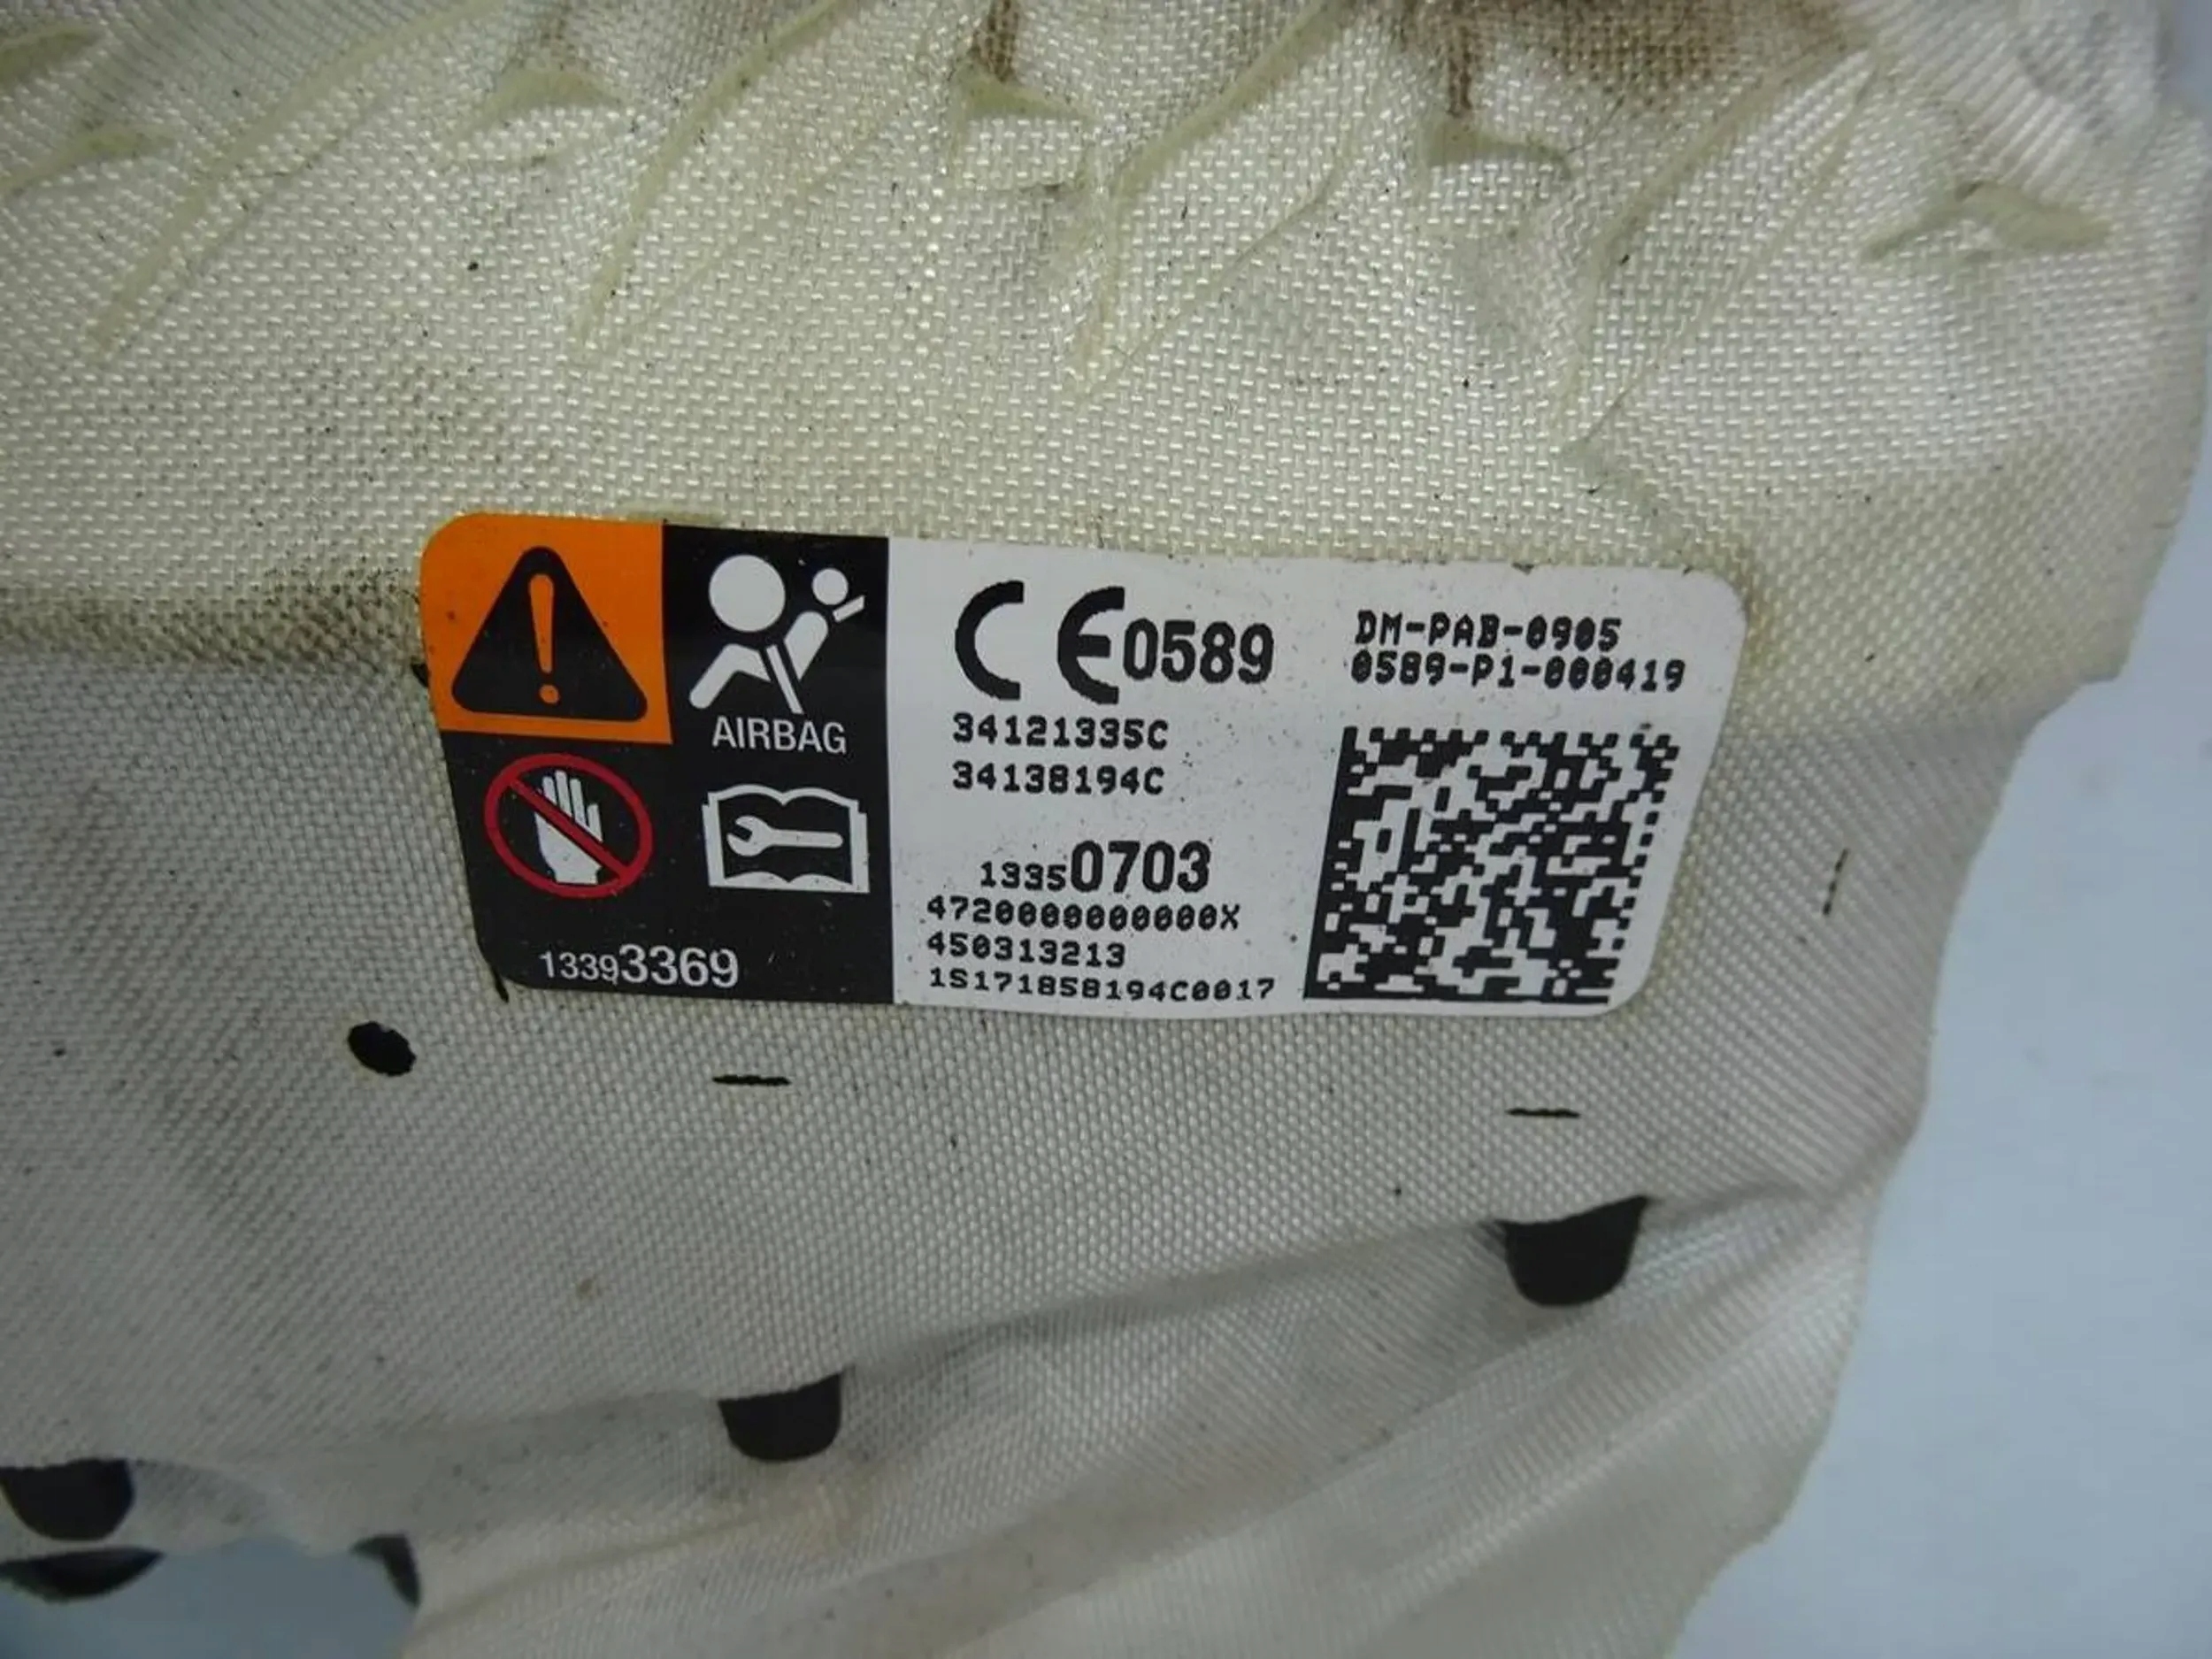 AIRBAG
13393369
CE0589
34121335C
34138194C
13350703
4720000000000X
450313213
1S171858194C0017
DM-PAB-0905
0589-P1-000419